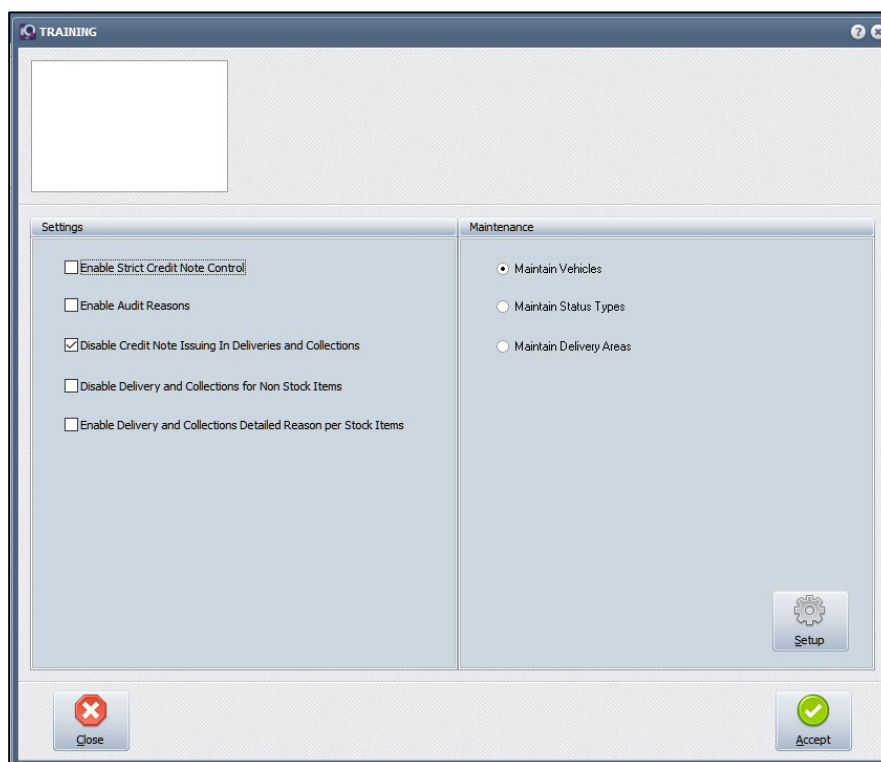 iQ TRAINING
Settings
Enable Strict Credit Note Control
Enable Audit Reasons
Disable Credit Note Issuing In Deliveries and Collections
Disable Delivery and Collections for Non Stock Items
Enable Delivery and Collections Detailed Reason per Stock Items
Maintenance
Maintain Vehicles
Maintain Status Types
Maintain Delivery Areas
Setup
Close
Accept